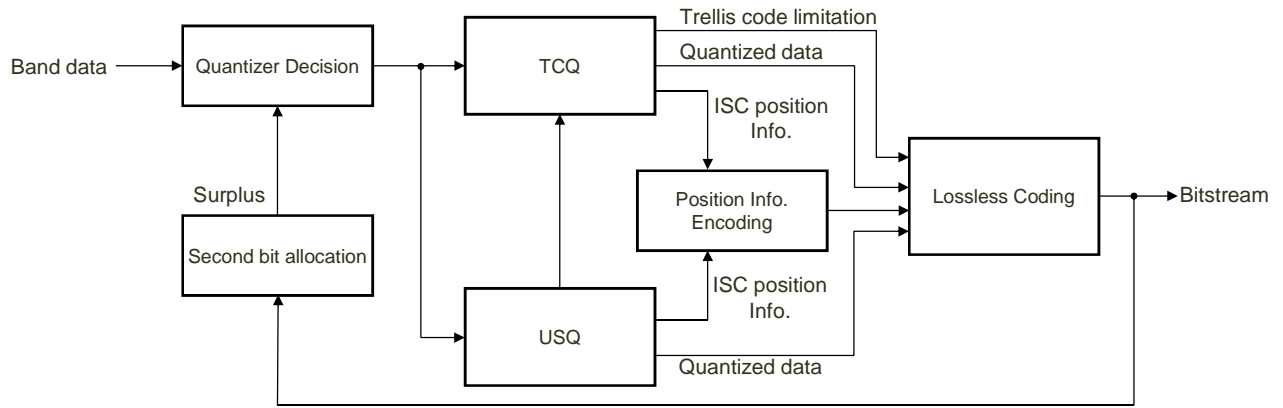 Trellis code limitation
Quantized data
Band data
Quantizer Decision
TCQ
ISC position
Info.
Surplus
Position Info.
Encoding
Lossless Coding
Bitstream
Second bit allocation
ISC position
Info.
USQ
Quantized data